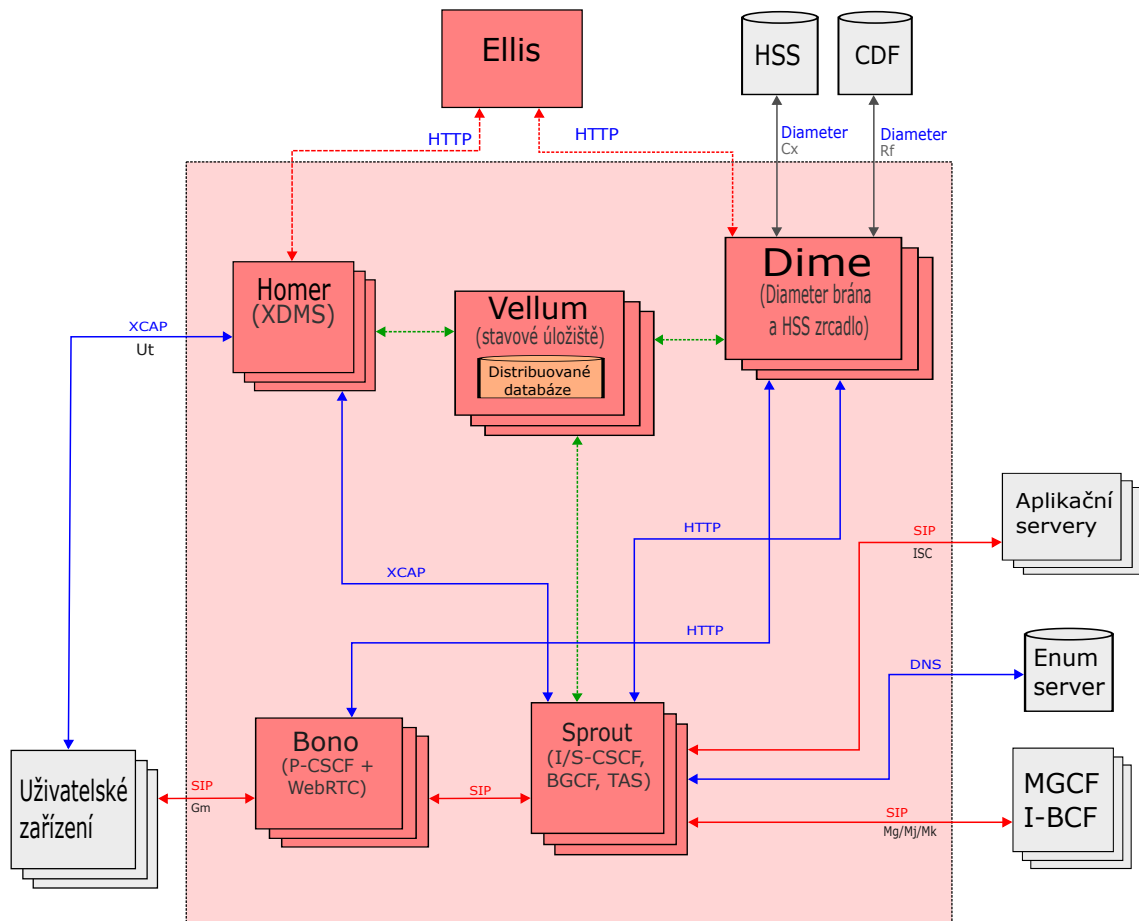 Ellis
HSS
CDF
HTTP
HTTP
Diameter
Cx
Diameter
Rf
Homer
(XDMS)
Vellum
(stavové úložiště)
Distribuované
databáze
Dime
(Diameter brána
a HSS zrcadlo)
XCAP
Ut
Aplikační
servery
HTTP
SIP
ISC
XCAP
HTTP
DNS
Enum
server
Bono
(P-CSCF +
WebRTC)
Sprout
(I/S-CSCF,
BGCF, TAS)
Uživatelské
zařízení
SIP
Gm
SIP
SIP
Mg/Mj/Mk
MGCF
I-BCF